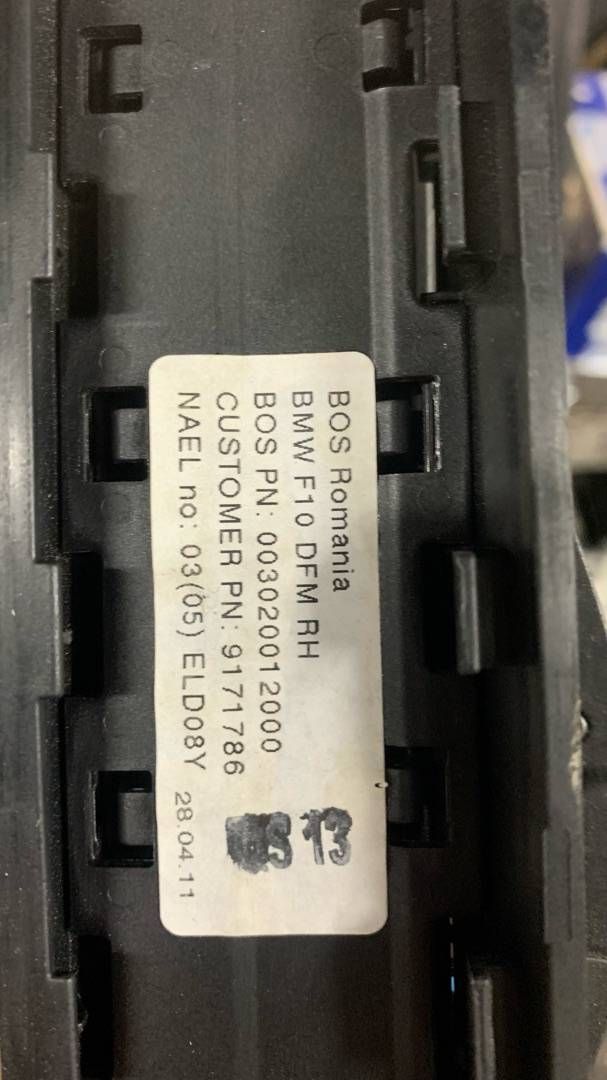 BOS Romania
BMW F10 DFM RH
BOS PN: 003020012000
CUSTOMER PN: 9171786
NAEL no: 03(05) ELD08Y 28.04.11